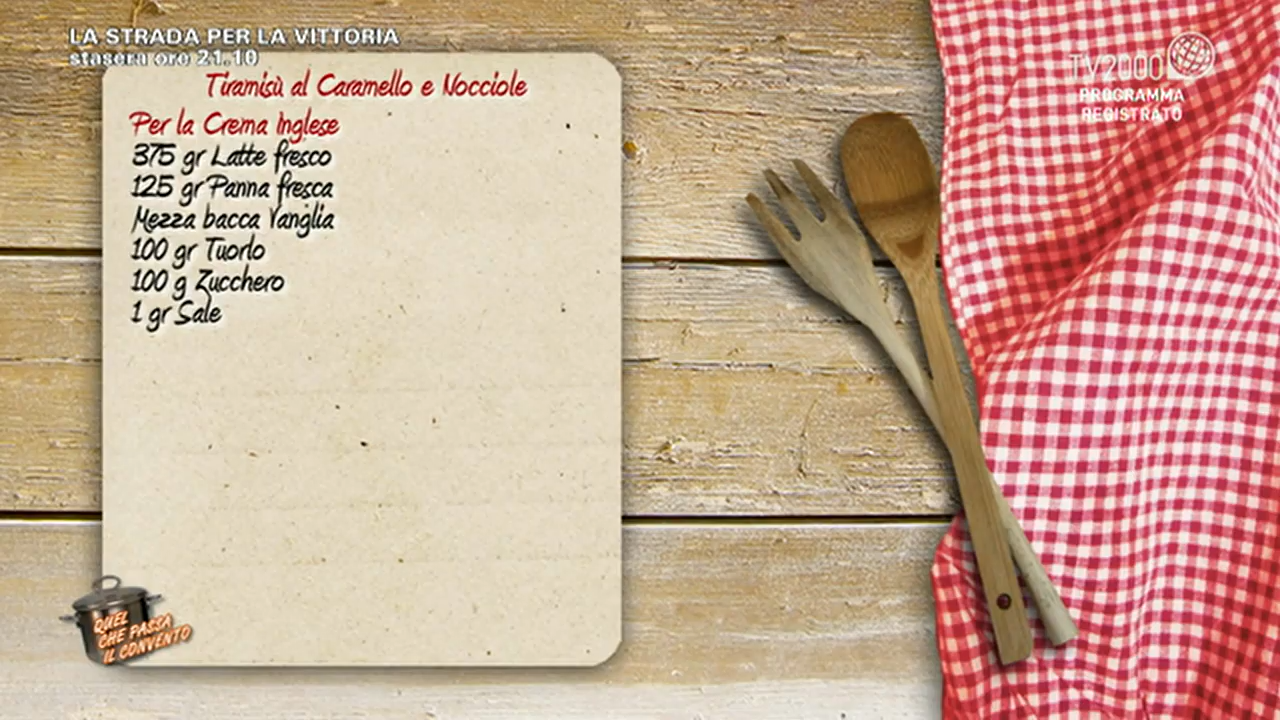 LA STRADA PER LA VITTORIA
stasera ore 21.10
TV2000
PROGRAMMA
REGISTRATO
Tiramisù al Caramello e Nocciole
Per la Crema Inglese
375 gr Latte fresco
125 gr Panna fresca
Mezza bacca Vanglia
100 gr Tuorlo
100 g Zucchero
1 gr Sale
QUEL
CHE PASSA
IL CONVENTO